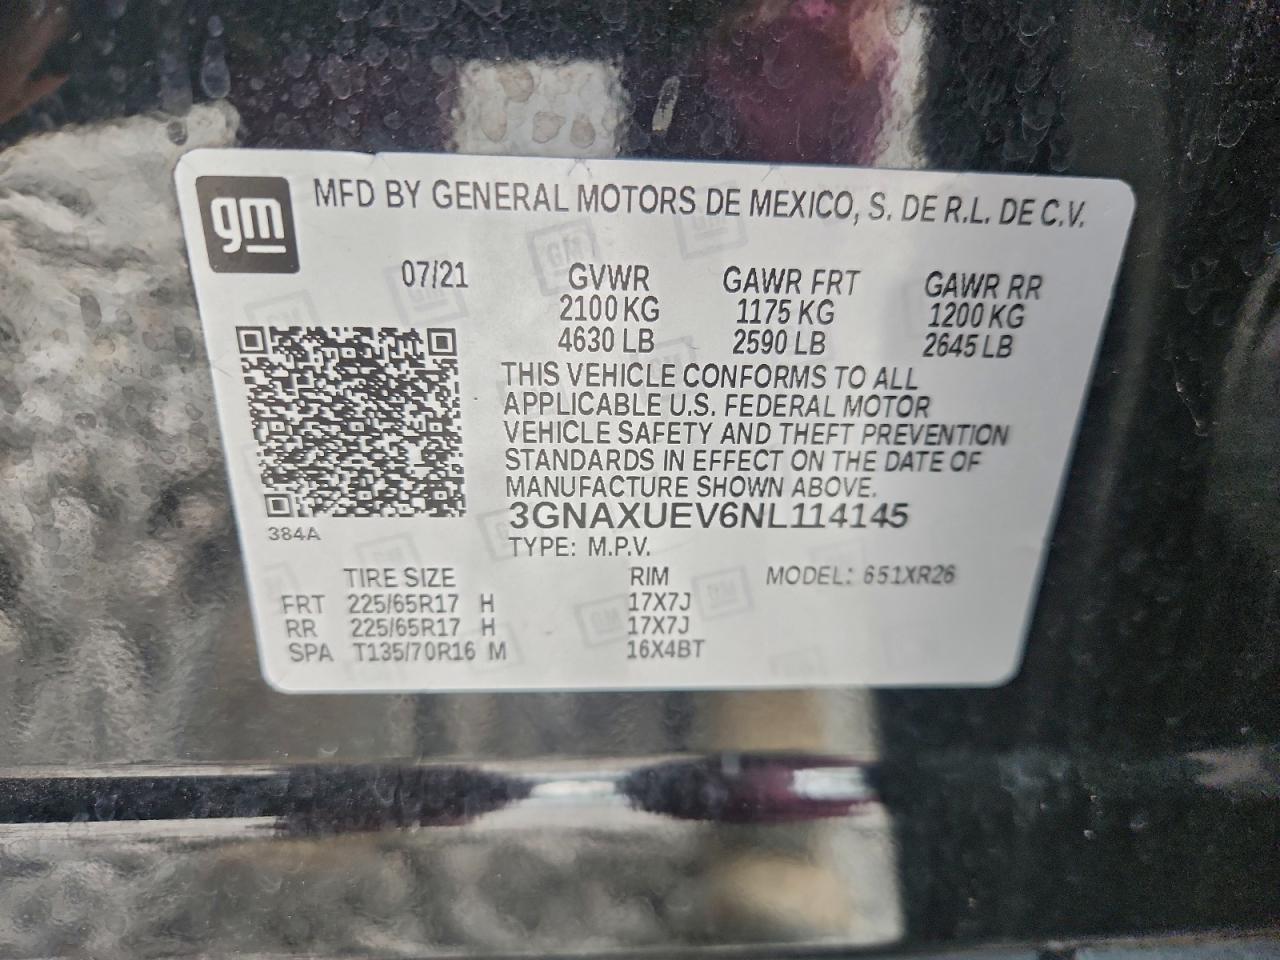 gm
MFD BY GENERAL MOTORS DE MEXICO, S. DE R.L. DE C.V.
07/21 GVWR GAWR FRT GAWR RR
2100 KG 1175 KG 1200 KG
4630 LB 2590 LB 2645 LB
THIS VEHICLE CONFORMS TO ALL
APPLICABLE U.S. FEDERAL MOTOR
VEHICLE SAFETY AND THEFT PREVENTION
STANDARDS IN EFFECT ON THE DATE OF
MANUFACTURE SHOWN ABOVE.
3GNAXUEV6NL114145
384A
TYPE: M.P.V.
TIRE SIZE RIM MODEL: 651XR26
FRT 225/65R17 H 17X7J
RR 225/65R17 H 17X7J
SPA T135/70R16 M 16X4BT